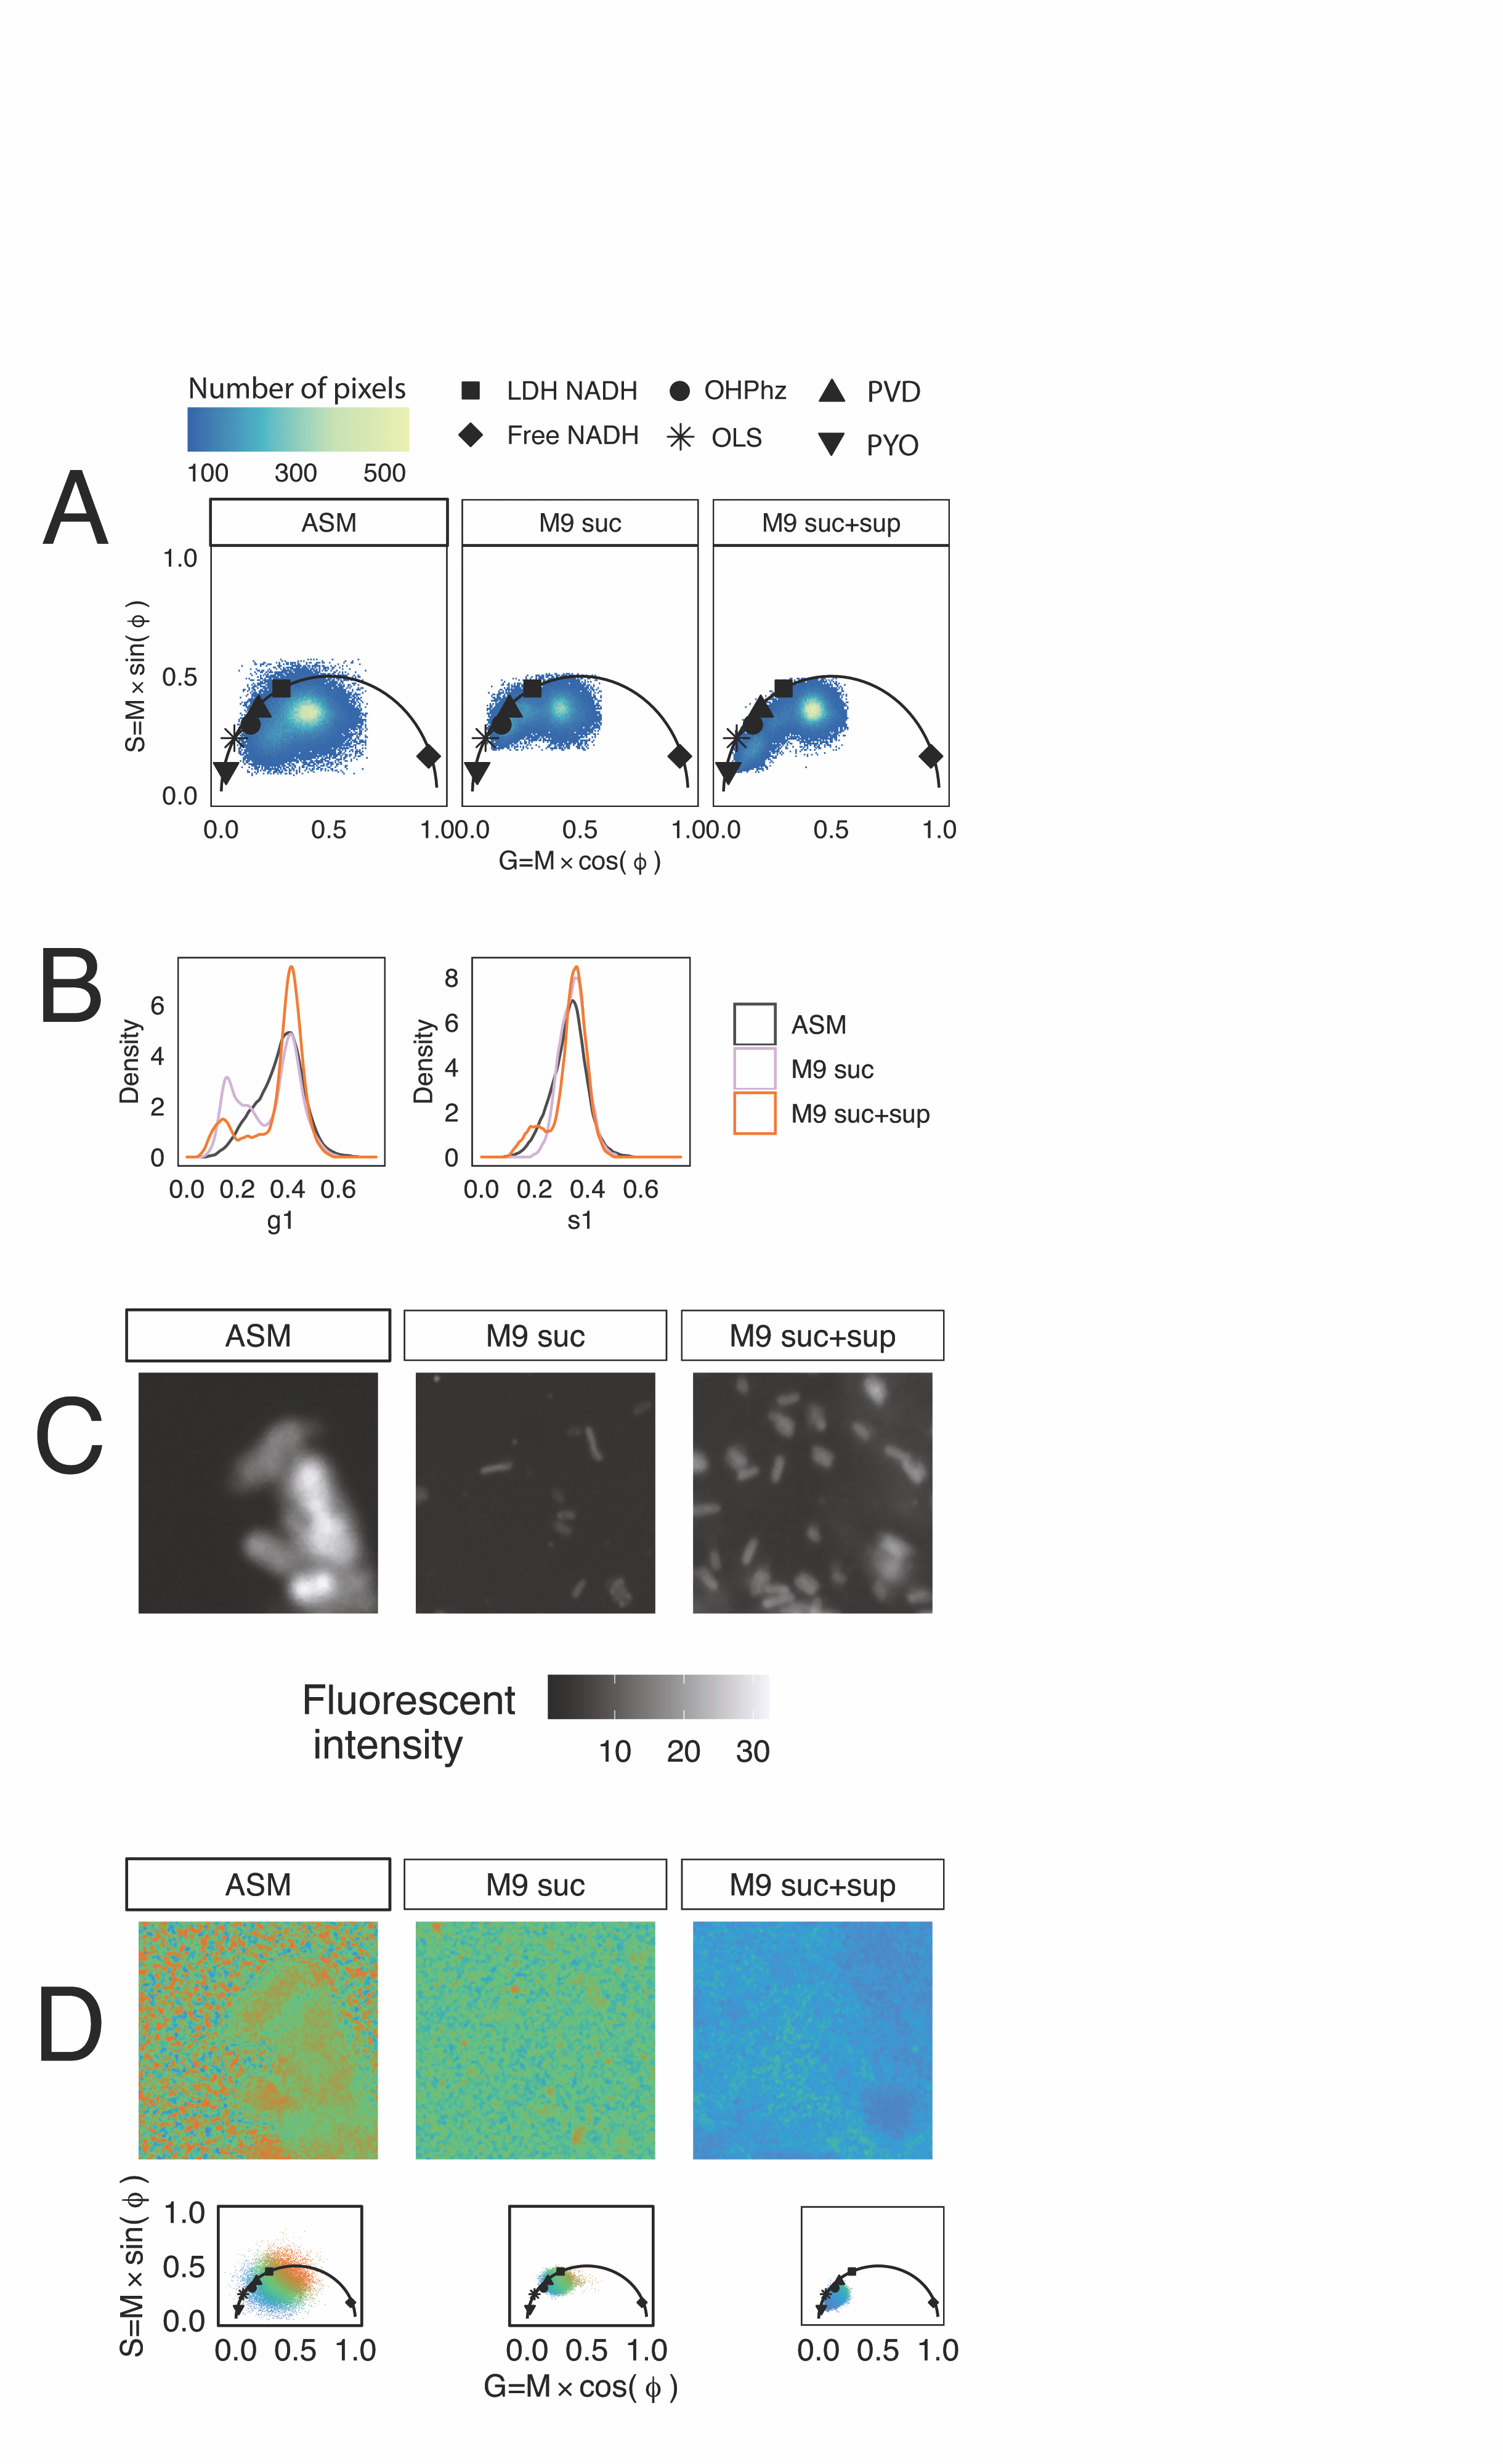 Number of pixels
100 300 500
LDH NADH OHPhz PVD
Free NADH OLS PYO
A
ASM M9 suc M9 suc+sup
1.0
0.5
0.0
S=M×sin(ϕ)
0.0 0.5 1.00.0 0.5 1.00.0 0.5 1.0
G=M×cos(ϕ)
B
Density
6
4
2
0
0.0 0.2 0.4 0.6
g1
Density
8
6
4
2
0
0.0 0.2 0.4 0.6
s1
ASM
M9 suc
M9 suc+sup
C
ASM M9 suc M9 suc+sup
Fluorescent
intensity
10 20 30
D
ASM M9 suc M9 suc+sup
S=M×sin(ϕ)
1.0
0.5
0.0
0.0 0.5 1.0 0.0 0.5 1.0 0.0 0.5 1.0
G=M×cos(ϕ)